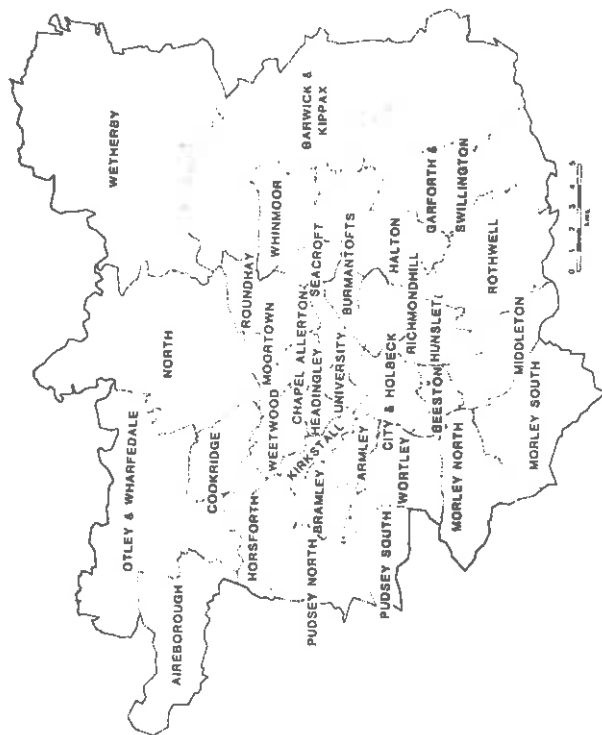 WETHERBY
OTLEY & WHARFEDALE
NORTH
AIREBOROUGH
COOKRIDGE
ROUNDHAY
HORSFORTH
WEETWOOD
MOORTOWN
WHINMOOR
BARWICK &
KIPPAX
CHAPEL ALLERTON
SEACROFT
KIRKSTALL
HEADINGLEY
PUDSEY NORTH
BRAMLEY
UNIVERSITY
BURMANTOFTS
ARMLEY
PUDSEY SOUTH
CITY & HOLBECK
HALTON
WORTLEY
RICHMONDHILL
BEESTON
HUNSLET
GARFORTH &
SWILLINGTON
MORLEY NORTH
ROTHWELL
MIDDLETON
MORLEY SOUTH
0 1 2 3 4 5